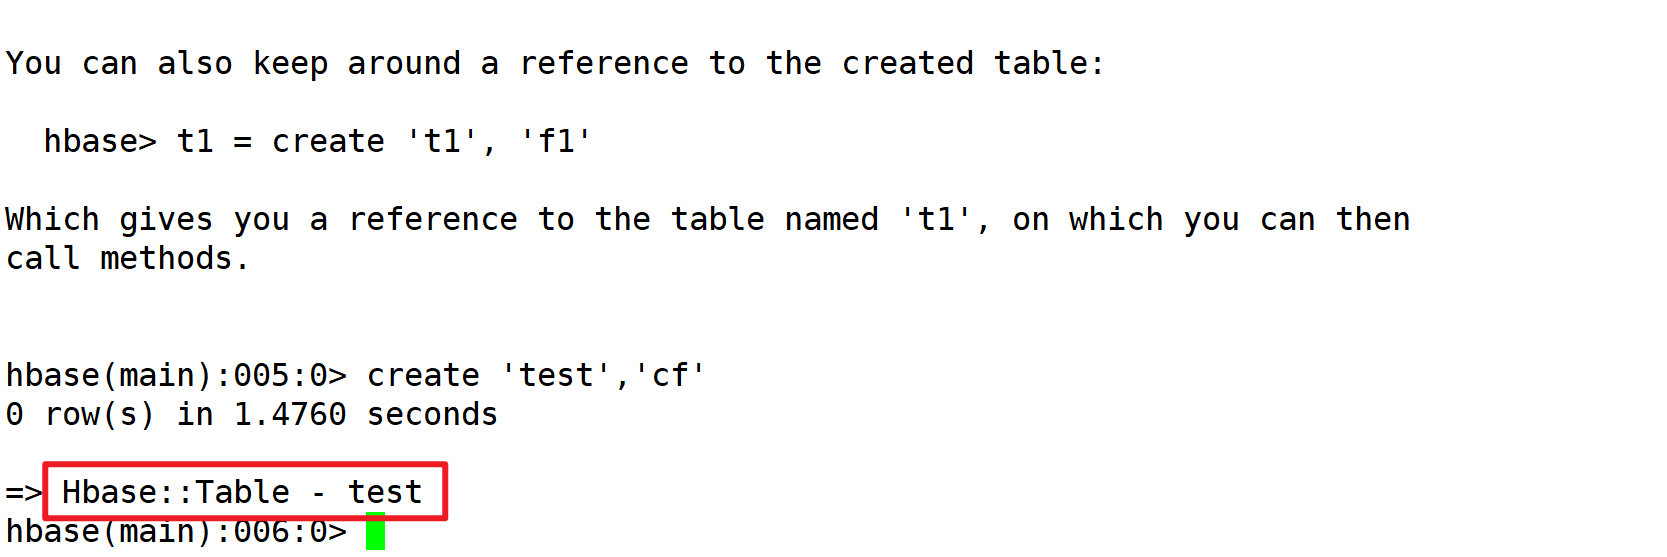 You can also keep around a reference to the created table:
hbase> t1 = create 't1', 'f1'
Which gives you a reference to the table named 't1', on which you can then
call methods.
hbase(main):005:0> create 'test','cf'
0 row(s) in 1.4760 seconds
=> Hbase::Table - test
hbase(main):006:0>